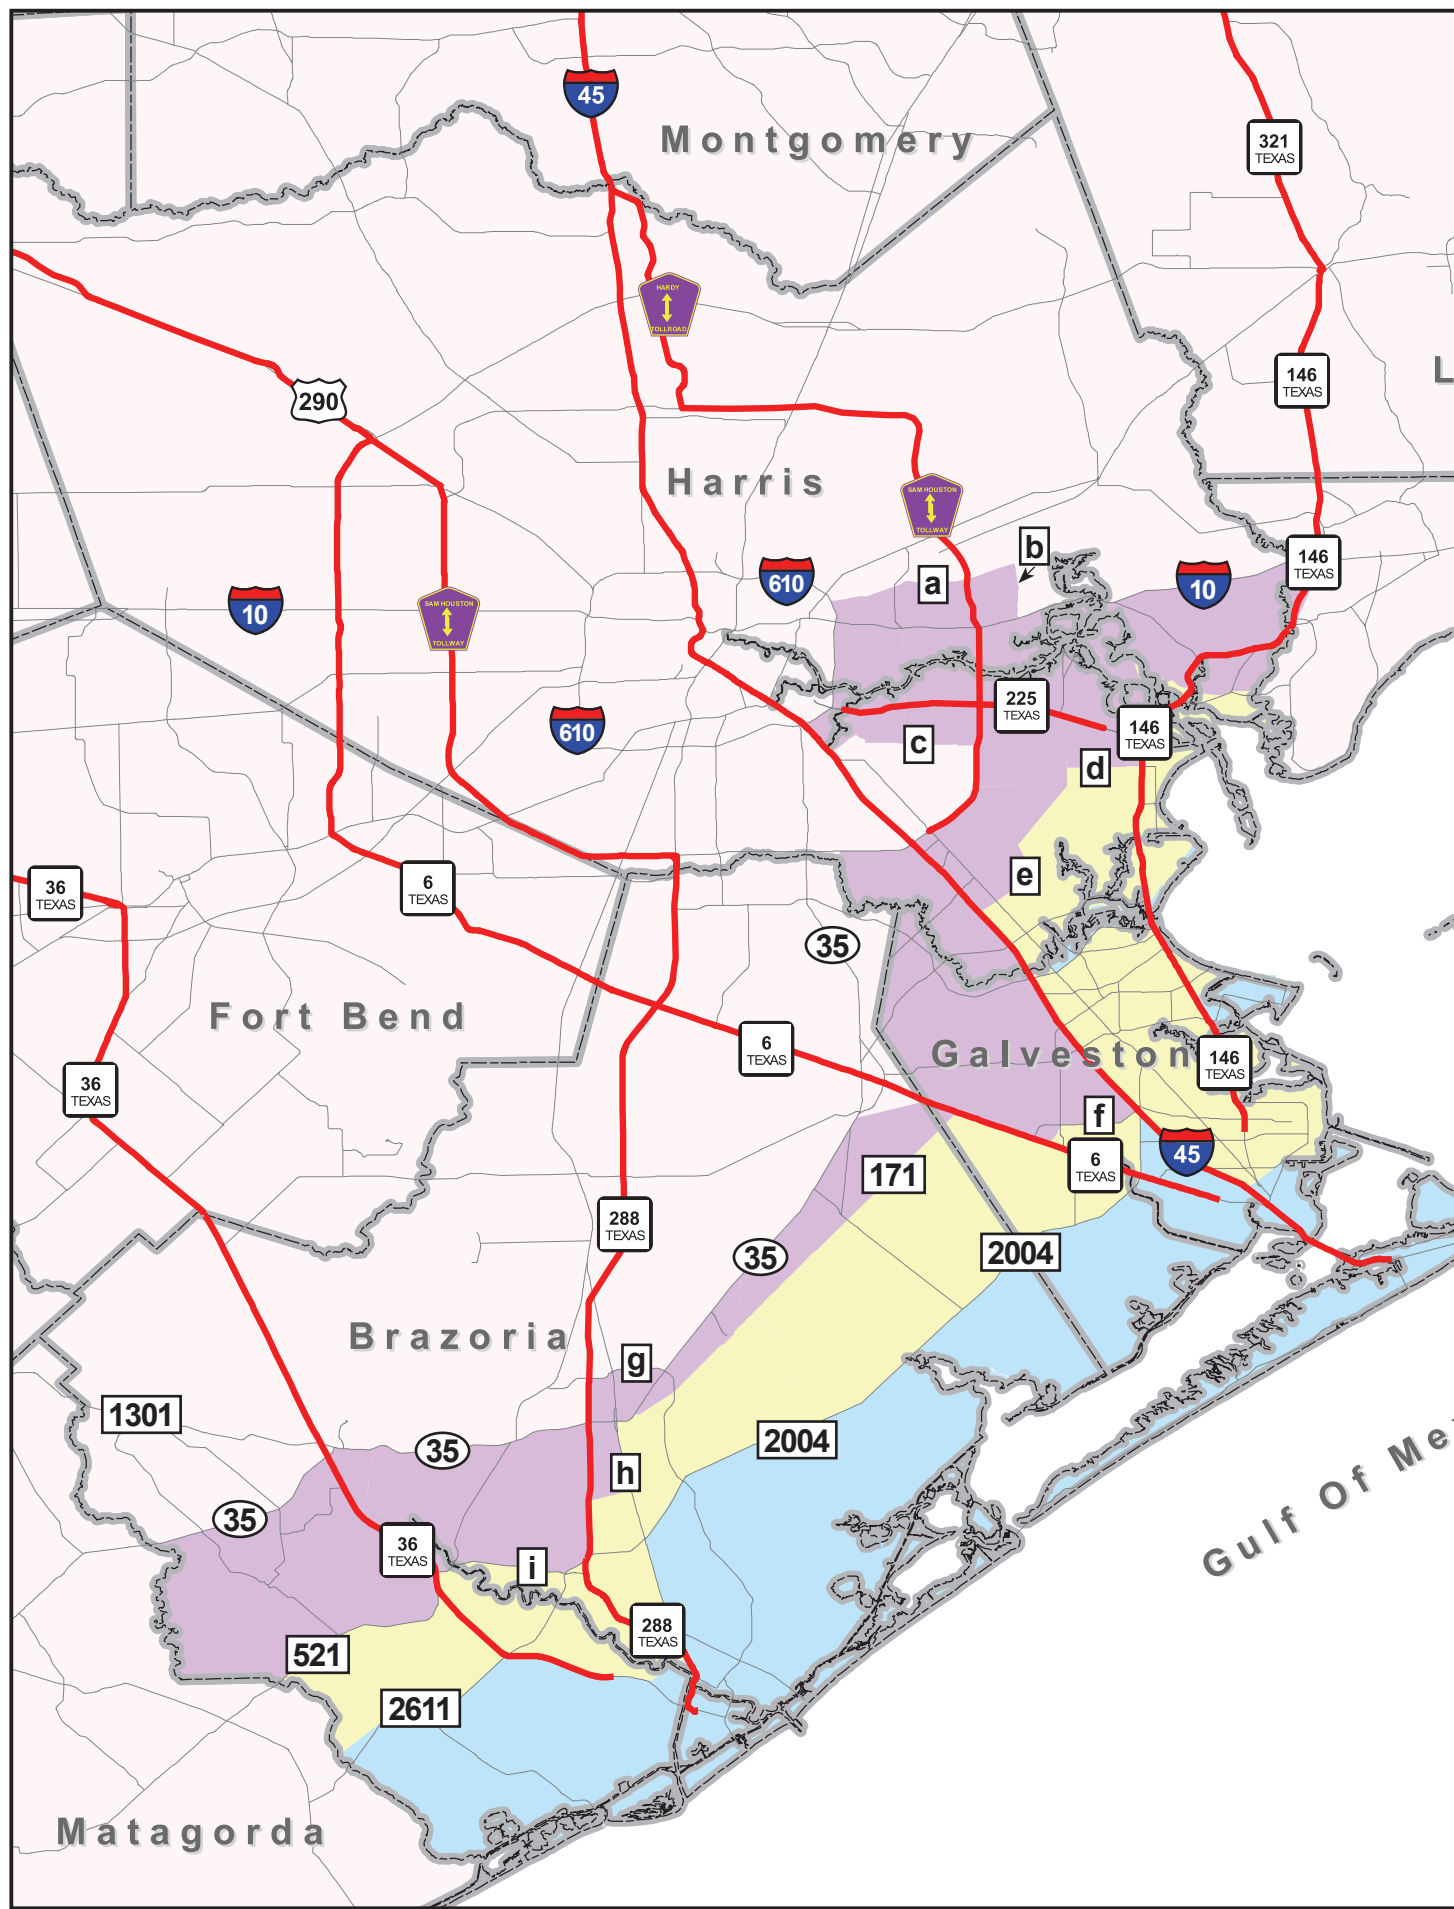 45
Montgomery
321
TEXAS
HARDY
TOLLROAD
146
TEXAS
L
290
Harris
SAM HOUSTON
TOLLWAY
b
146
TEXAS
610
a
10
10
SAM HOUSTON
TOLLWAY
225
TEXAS
610
c
146
TEXAS
d
36
TEXAS
6
TEXAS
e
35
Fort Bend
6
TEXAS
Galveston
146
TEXAS
36
TEXAS
f
45
6
TEXAS
171
288
TEXAS
35
2004
Brazoria
g
1301
35
2004
h
Gulf Of Me
35
36
TEXAS
i
288
TEXAS
521
2611
Matagorda